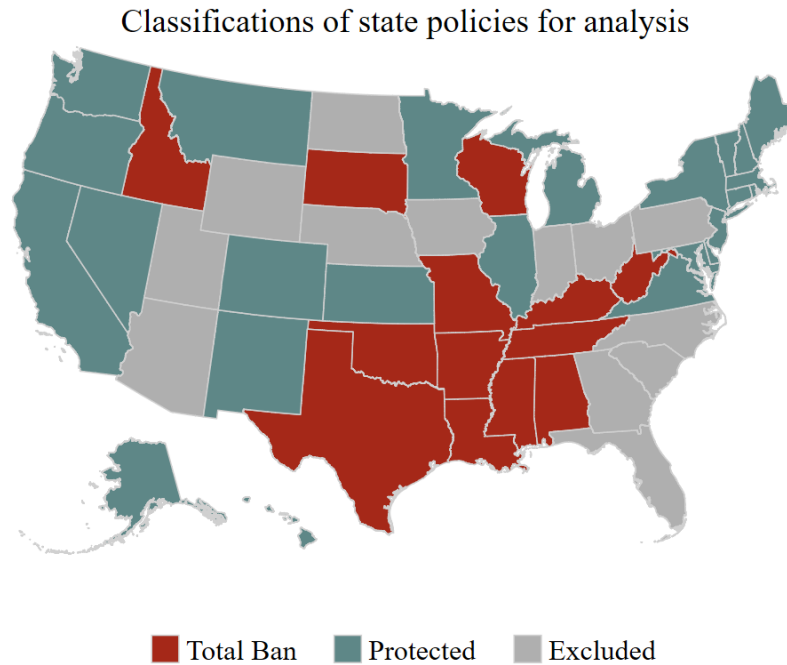 Classifications of state policies for analysis
Total Ban Protected Excluded